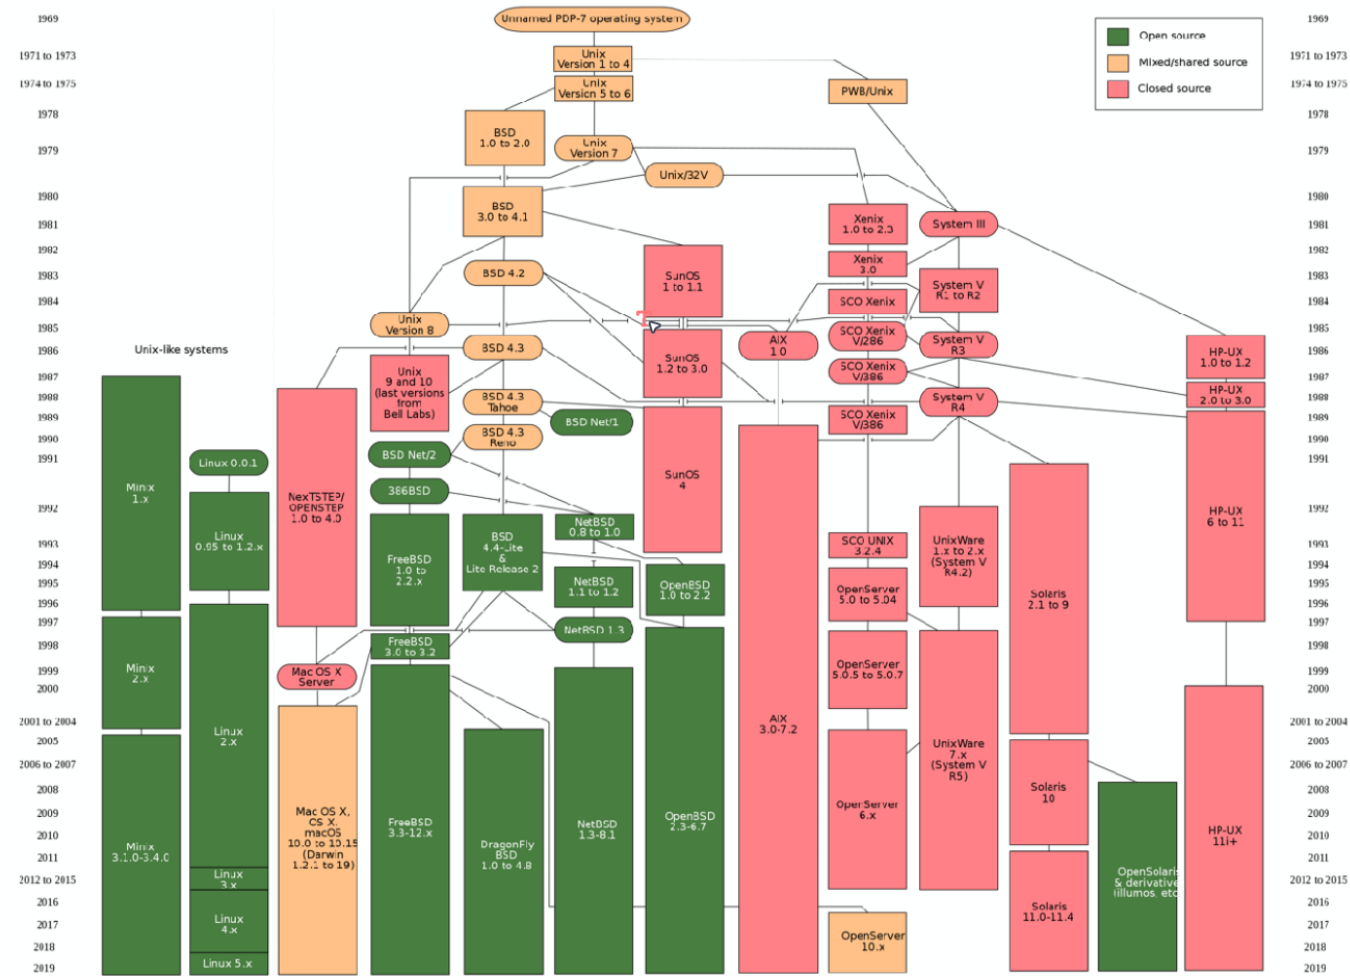 1969
Unnamed PDP-7 operating system
1969
Open source
1971 to 1973
Unix
Version 1 to 4
1971 to 1973
Mixed/shared source
1974 to 1975
Unix
Version 5 to 6
PWB/Unix
1974 to 1975
Closed source
1978
BSD
1.0 to 2.0
1978
1979
Unix
Version 7
1979
Unix/32V
1980
1980
BSD
3.0 to 4.1
Xenix
1.0 to 2.3
System III
1981
1981
1982
1982
Xenix
3.0
1983
BSD 4.2
SunOS
1 to 1.1
System V
R1 to R2
1983
1984
SCO Xenix
1984
1985
Unix
Version 8
SCO Xenix
V/286
1985
Unix-like systems
1986
BSD 4.3
SunOS
1.2 to 3.0
AIX
1.0
System V
R3
HP-UX
1.0 to 1.2
1986
1987
SCO Xenix
V/386
1987
Unix
9 and 10
(last versions
from
Bell Labs)
1988
BSD 4.3
Tahoe
System V
R4
HP-UX
2.0 to 3.0
1988
1989
BSD Net/1
SCO Xenix
V/386
1989
1990
BSD 4.3
Reno
1990
1991
Linux 0.0.1
BSD Net/2
1991
Minix
1.x
NexTSTEP/
OPENSTEP
1.0 to 4.0
386BSD
SunOS
4
1992
1992
NetBSD
0.8 to 1.0
HP-UX
6 to 11
Linux
0.95 to 1.2.x
BSD
4.4-Lite
&
Lite Release 2
SCO UNIX
3.2.4
UnixWare
1.x to 2.x
(System V
R4.2)
1993
1993
1994
FreeBSD
1.0 to
2.2.x
1994
1995
NetBSD
1.1 to 1.2
OpenBSD
1.0 to 2.2
OpenServer
5.0 to 5.04
Solaris
2.1 to 9
1995
1996
1996
1997
NetBSD 1.3
1997
1998
FreeBSD
3.0 to 3.2
1998
1999
Minix
2.x
Mac OS X
Server
OpenServer
5.0.5 to 5.0.7
1999
2000
2000
2001 to 2004
Linux
2.x
AIX
3.0-7.2
2001 to 2004
2005
UnixWare
7.x
(System V
R5)
2005
2006 to 2007
2006 to 2007
2008
Solaris
10
2008
2009
Mac OS X,
OS X,
macOS
10.0 to 10.15
(Darwin
1.2.1 to 19)
FreeBSD
3.3-12.x
NetBSD
1.3-8.1
OpenBSD
2.3-6.7
OpenServer
6.x
2009
2010
HP-UX
11i+
2010
2011
Minix
3.1.0-3.4.0
DragonFly
BSD
1.0 to 4.8
2011
2012 to 2015
Linux
3.x
OpenSolaris
& derivative
(illumos, etc
2012 to 2015
2016
Solaris
11.0-11.4
2016
2017
Linux
4.x
2017
2018
OpenServer
10.x
2018
2019
Linux 5.x
2019